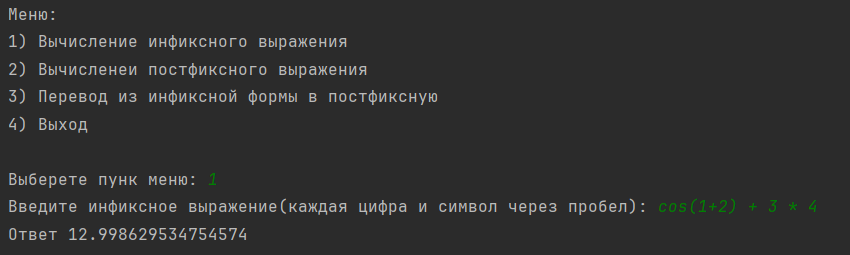 Меню:
1) Вычисление инфиксного выражения
2) Вычисленеи постфиксного выражения
3) Перевод из инфиксной формы в постфиксную
4) Выход
Выберете пунк меню: 1
Введите инфиксное выражение(каждая цифра и символ через пробел): cos(1+2) + 3 * 4
Ответ 12.998629534754574